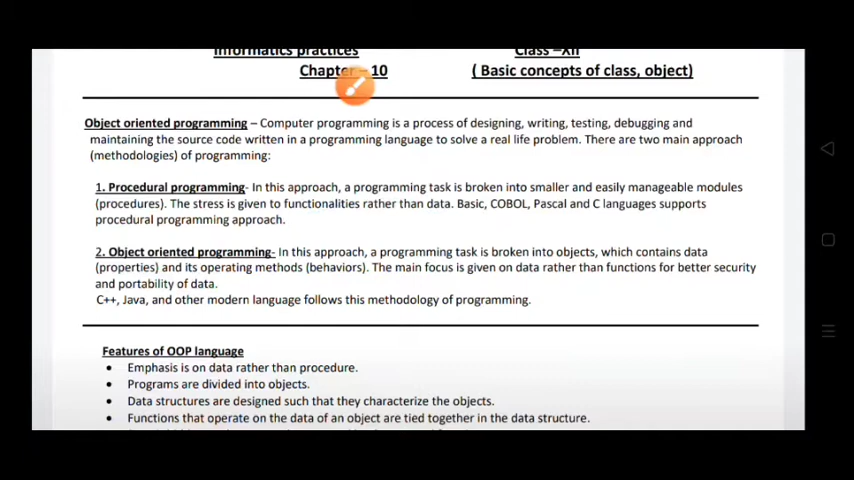 Informatics practices Class –XII
Chapter – 10 ( Basic concepts of class, object)
Object oriented programming – Computer programming is a process of designing, writing, testing, debugging and
maintaining the source code written in a programming language to solve a real life problem. There are two main approach
(methodologies) of programming:
1. Procedural programming- In this approach, a programming task is broken into smaller and easily manageable modules
(procedures). The stress is given to functionalities rather than data. Basic, COBOL, Pascal and C languages supports
procedural programming approach.
2. Object oriented programming- In this approach, a programming task is broken into objects, which contains data
(properties) and its operating methods (behaviors). The main focus is given on data rather than functions for better security
and portability of data.
C++, Java, and other modern language follows this methodology of programming.
Features of OOP language
• Emphasis is on data rather than procedure.
• Programs are divided into objects.
• Data structures are designed such that they characterize the objects.
• Functions that operate on the data of an object are tied together in the data structure.